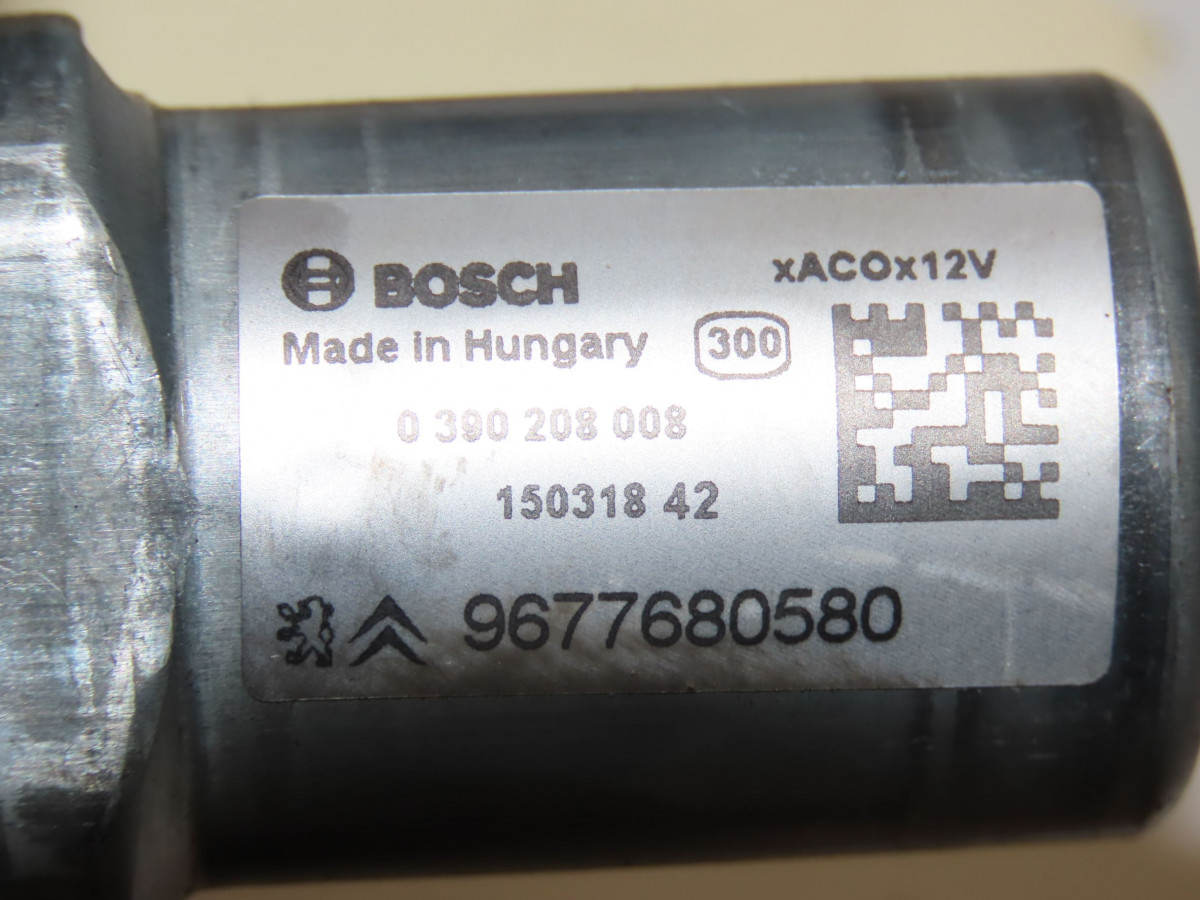 BOSCH
xACOx12V
Made in Hungary
300
0 390 208 008
150318 42
9677680580